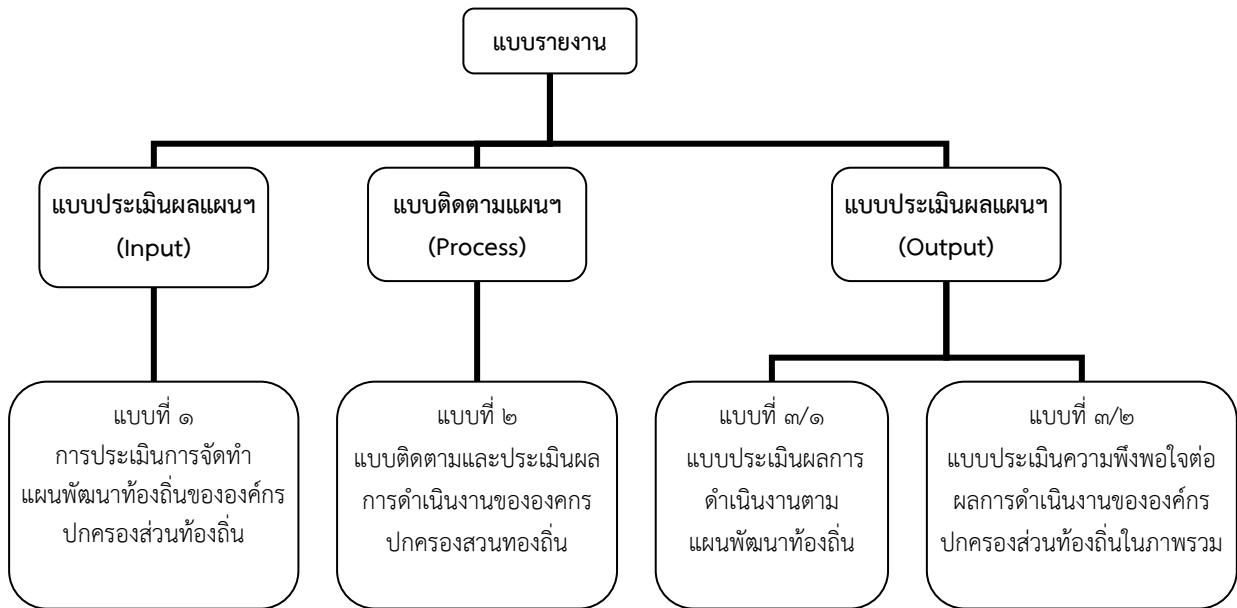 แบบรายงาน
แบบประเมินผลแผนฯ
(Input)
แบบติดตามแผนฯ
(Process)
แบบประเมินผลแผนฯ
(Output)
แบบที่ ๑
การประเมินการจัดทำ
แผนพัฒนาท้องถิ่นขององค์กร
ปกครองส่วนท้องถิ่น
แบบที่ ๒
แบบติดตามและประเมินผล
การดำเนินงานขององคกร
ปกครองสวนทองถิ่น
แบบที่ ๓/๑
แบบประเมินผลการ
ดำเนินงานตาม
แผนพัฒนาท้องถิ่น
แบบที่ ๓/๒
แบบประเมินความพึงพอใจต่อ
ผลการดำเนินงานขององค์กร
ปกครองส่วนท้องถิ่นในภาพรวม